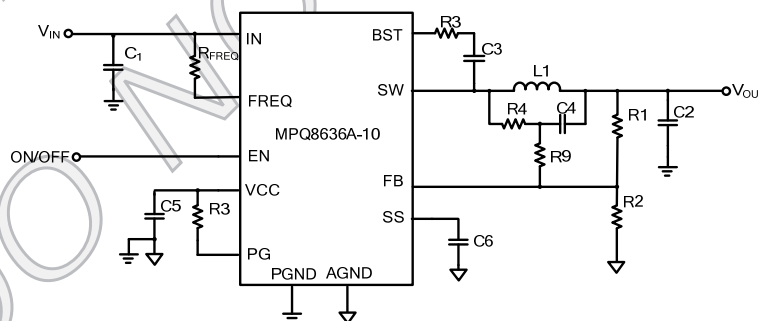 VIN
C1
RFREQ
IN
FREQ
MPQ8636A-10
ON/OFF
EN
VCC
C5
R3
PG
PGND
AGND
BST
R3
C3
SW
L1
VOU
R4
C4
R1
C2
R9
FB
R2
SS
C6
O NO